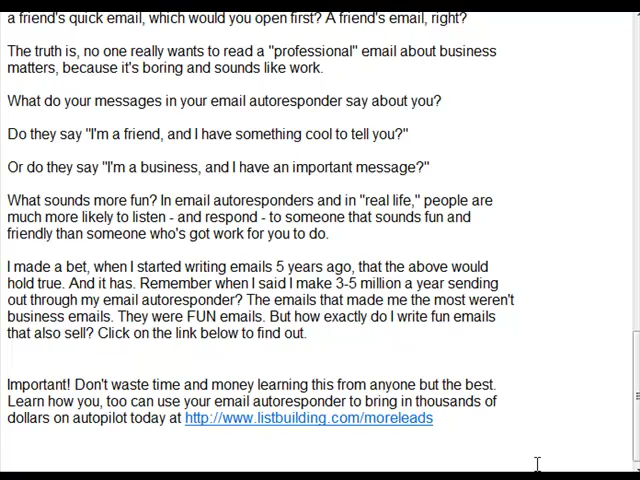 a friend's quick email, which would you open first? A friend's email, right?
The truth is, no one really wants to read a "professional" email about business
matters, because it's boring and sounds like work.
What do your messages in your email autoresponder say about you?
Do they say "I'm a friend, and I have something cool to tell you?"
Or do they say "I'm a business, and I have an important message?"
What sounds more fun? In email autoresponders and in "real life," people are
much more likely to listen - and respond - to someone that sounds fun and
friendly than someone who's got work for you to do.
I made a bet, when I started writing emails 5 years ago, that the above would
hold true. And it has. Remember when I said I make 3-5 million a year sending
out through my email autoresponder? The emails that made me the most weren't
business emails. They were FUN emails. But how exactly do I write fun emails
that also sell? Click on the link below to find out.
Important! Don't waste time and money learning this from anyone but the best.
Learn how you, too can use your email autoresponder to bring in thousands of
dollars on autopilot today at http://www.listbuilding.com/moreleads